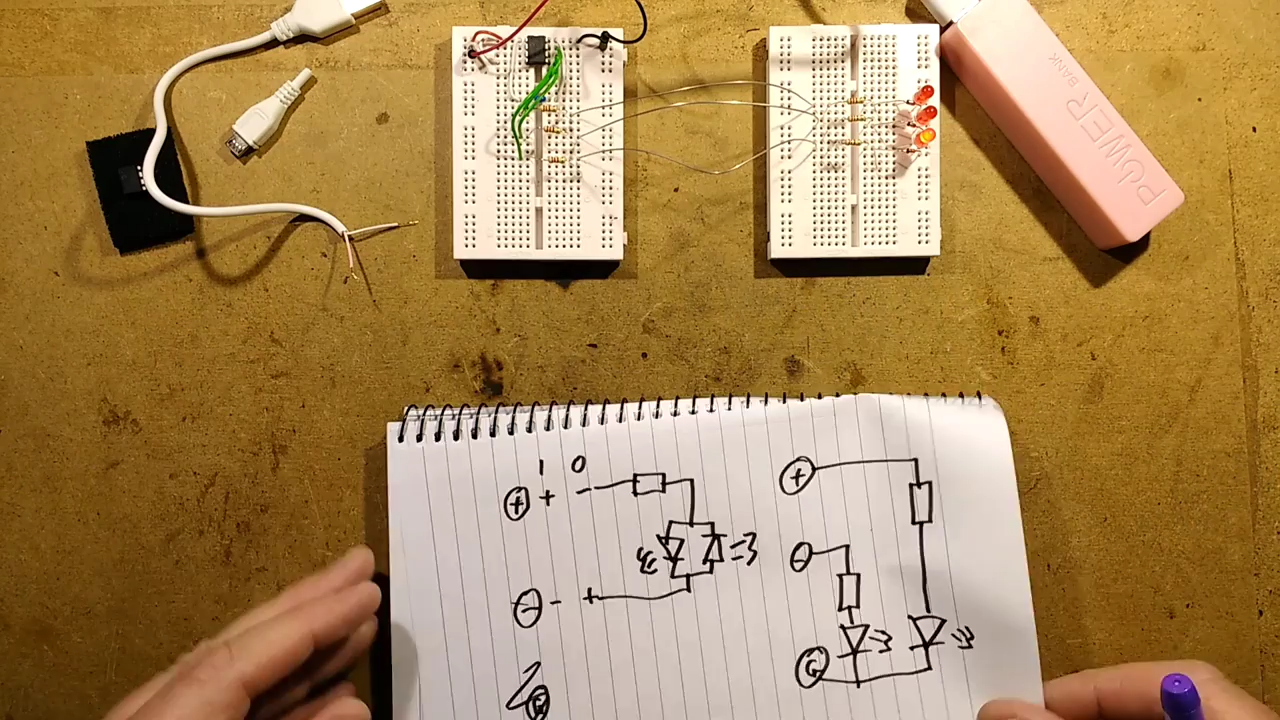 POWER
BANK
1 0
+ + -
- - +
+
-
G